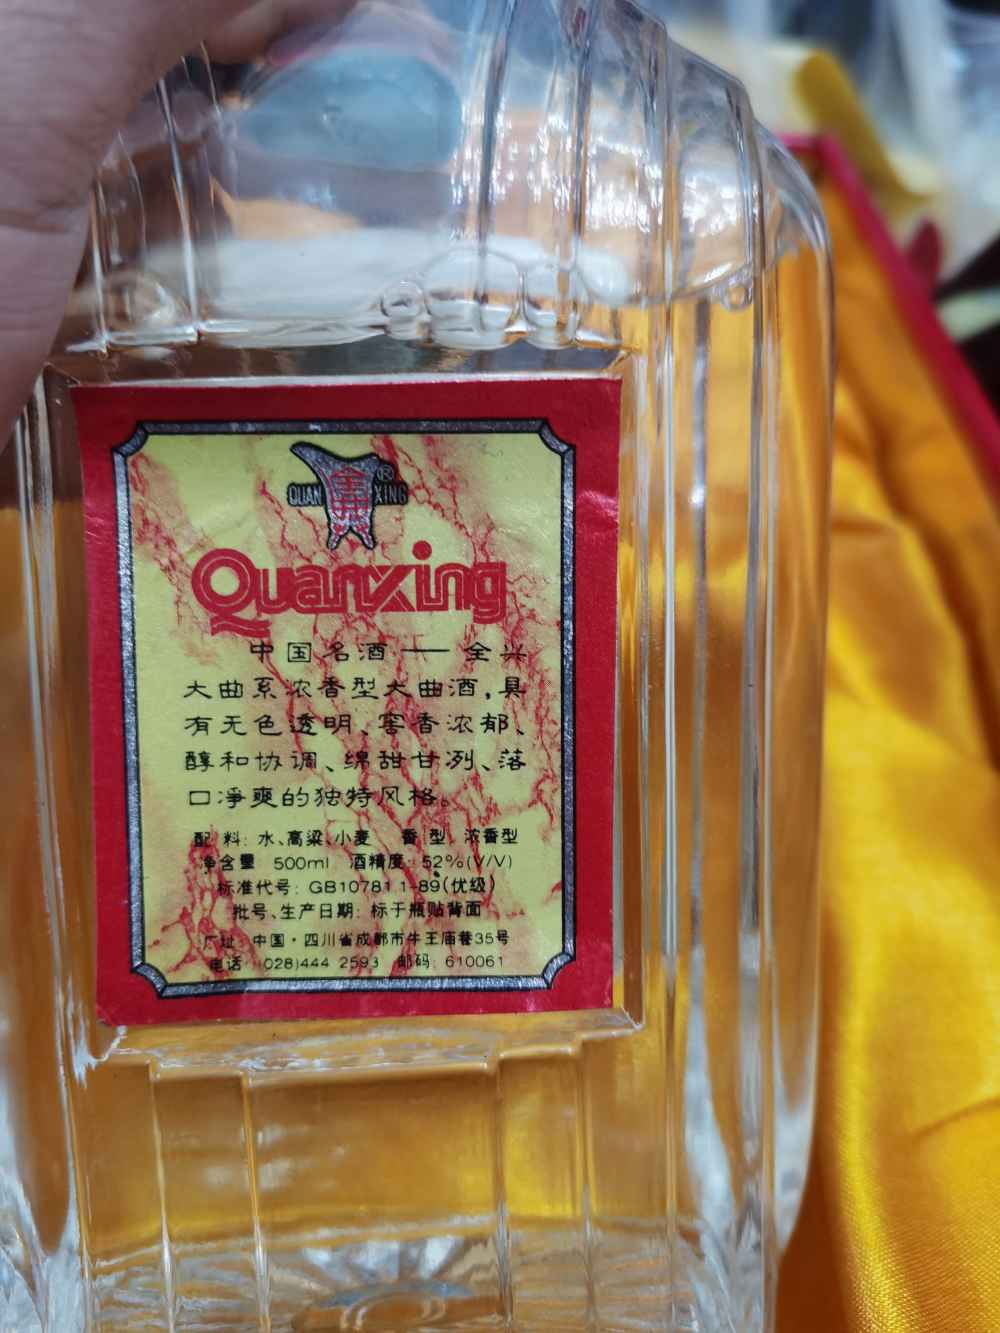 QUAN XING ®
Quanxing
中国名酒——全兴
大曲系浓香型大曲酒,具
有无色透明、窖香浓郁、
醇和协调、绵甜甘冽、落
口净爽的独特风格。
配 料: 水、高粱、小麦 香 型: 浓香型
净含量 500ml 酒精度: 52%(V/V)
标准代号: GB10781.1-89(优级)
批号、生产日期: 标于瓶贴背面
厂址: 中国·四川省成都市牛王庙巷35号
电话: (028)444 2593 邮码: 610061